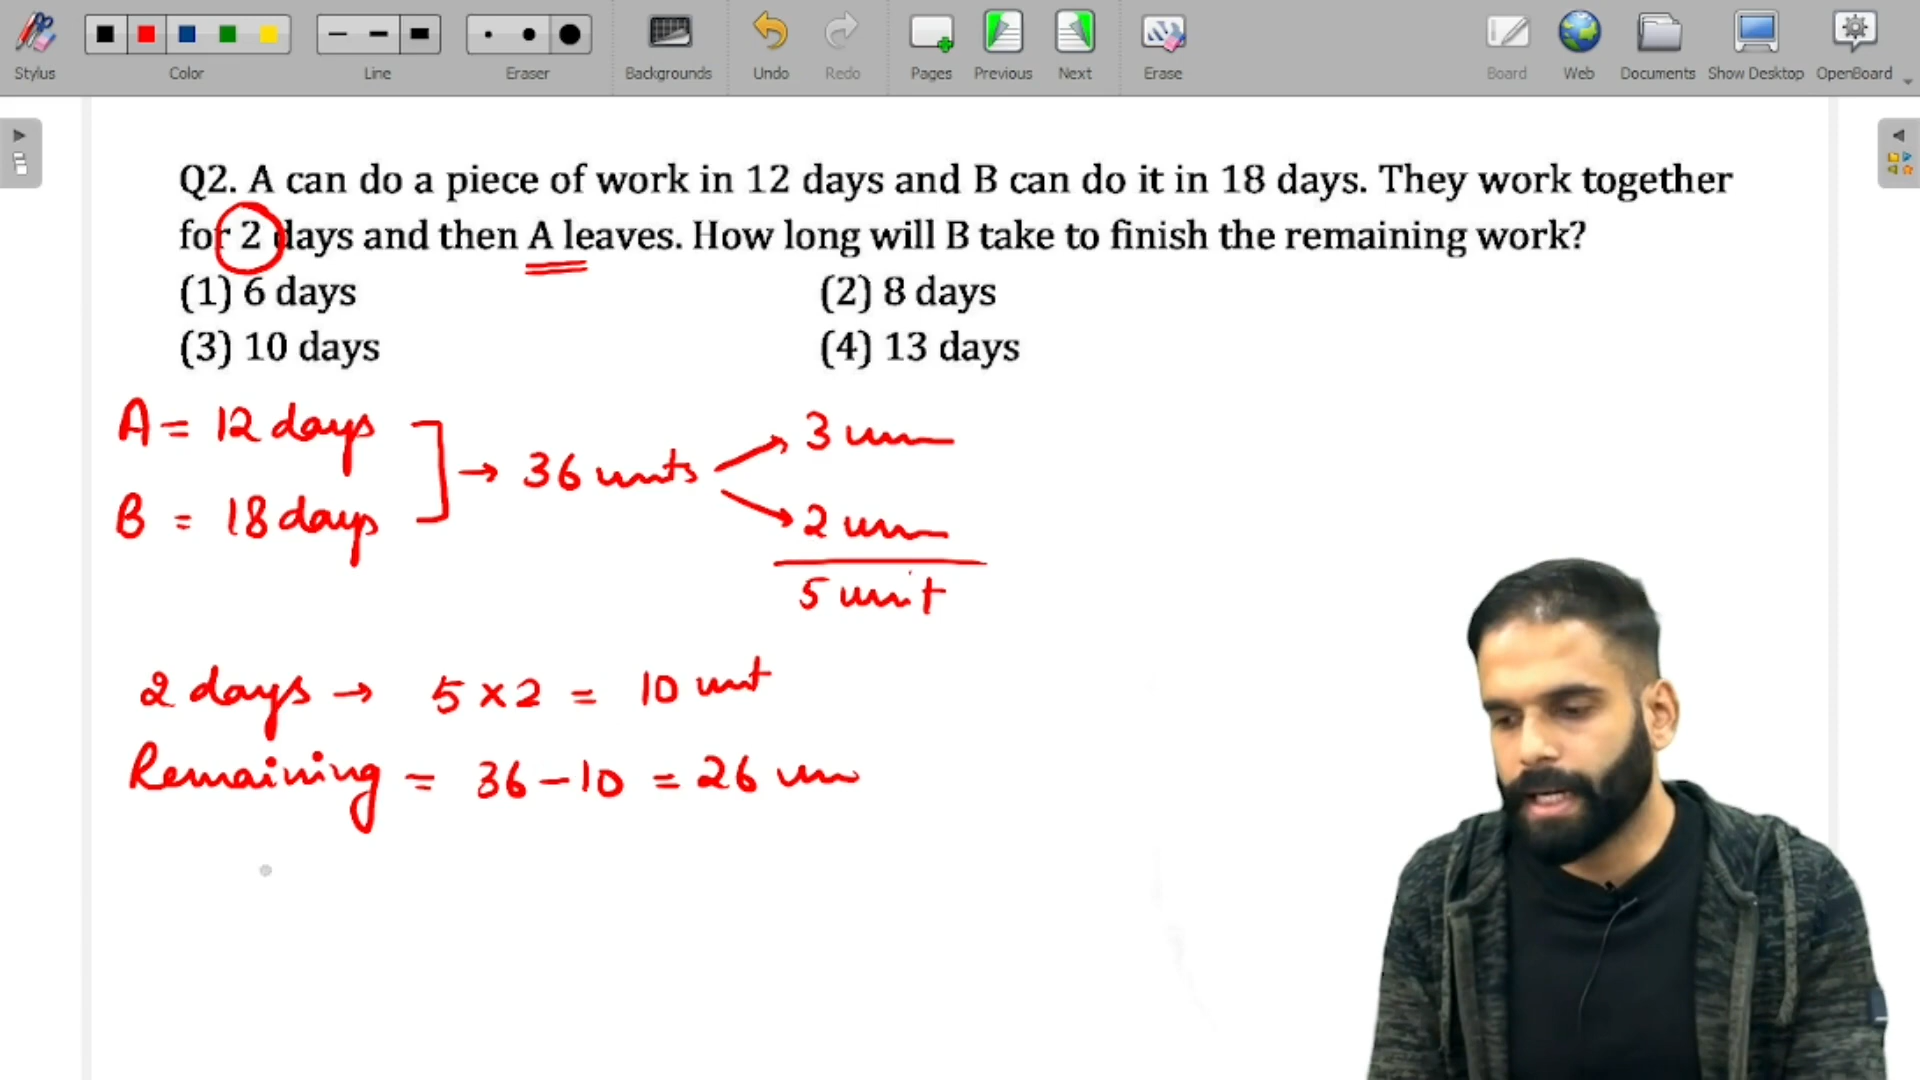 Stylus Color Line Eraser Backgrounds Undo Redo Pages Previous Next Erase Board Web Documents Show Desktop OpenBoard
Q2. A can do a piece of work in 12 days and B can do it in 18 days. They work together
for 2 days and then A leaves. How long will B take to finish the remaining work?
(1) 6 days (2) 8 days
(3) 10 days (4) 13 days
A = 12 days
B = 18 days
→ 36 units
3
2
5 unit
2 days → 5 × 2 = 10 unit
Remaining = 36 - 10 = 26